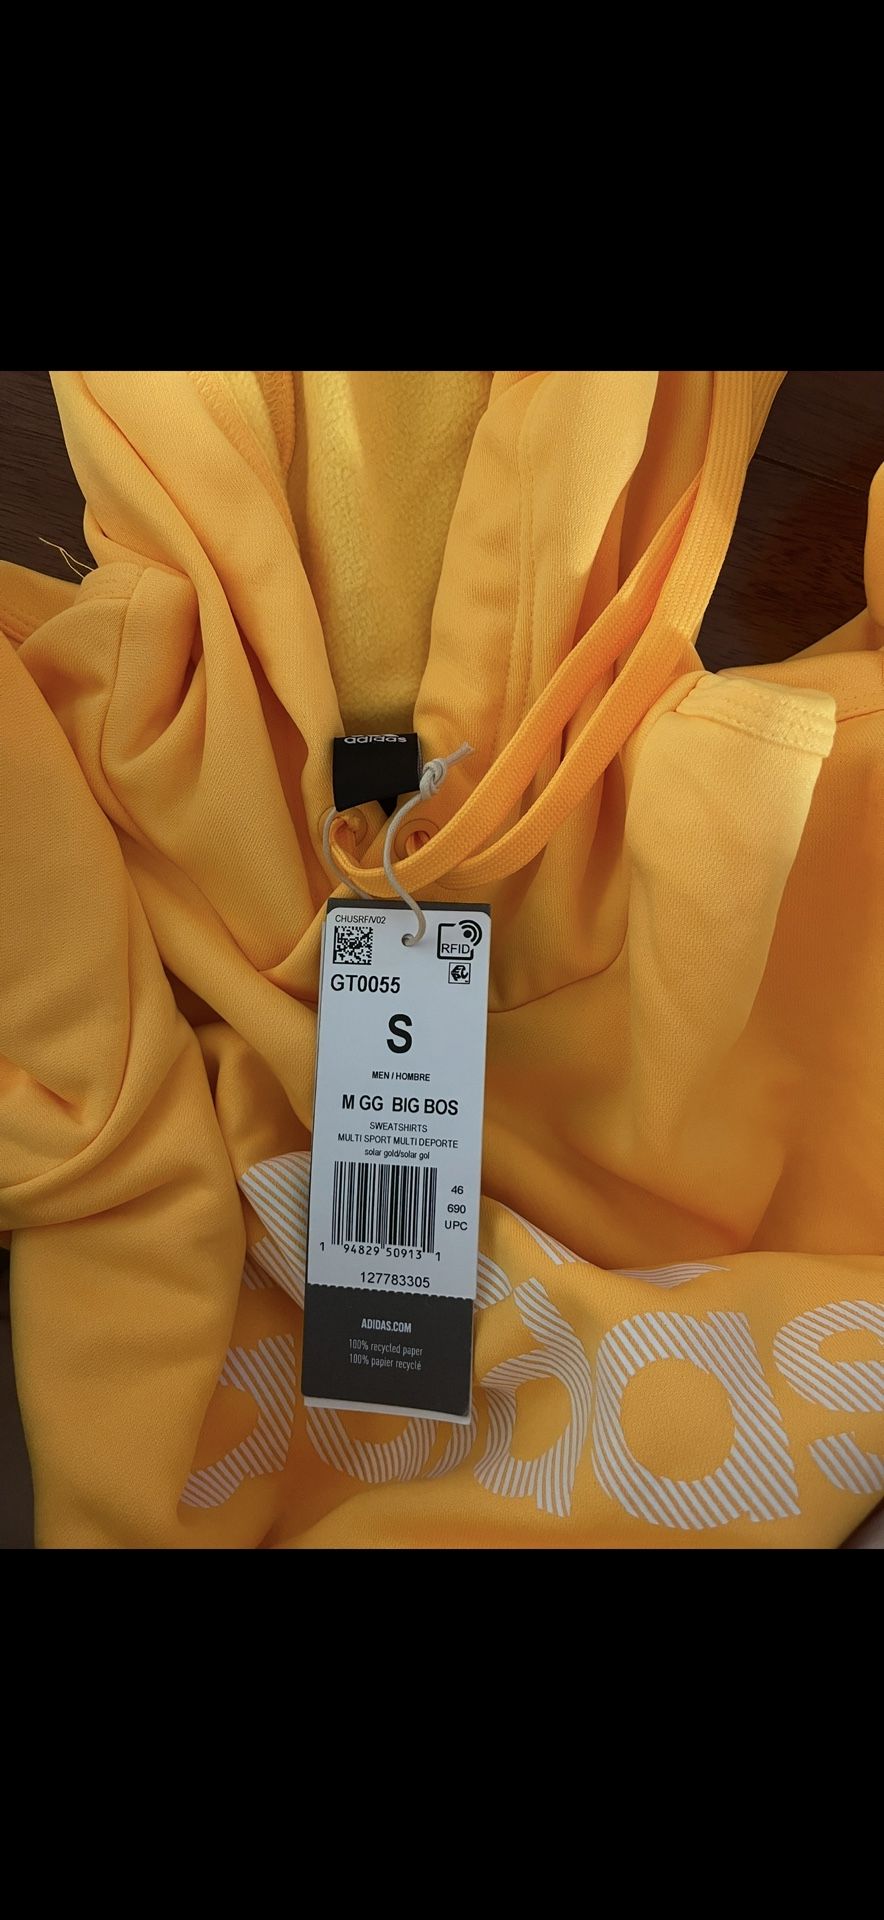 adidas
CHUSRF/V02
RFID
GT0055
S
MEN / HOMBRE
M GG BIG BOS
SWEATSHIRTS
MULTI SPORT MULTI DEPORTE
solar gold/solar gol
46
690
UPC
1 94829 50913 1
127783305
ADIDAS.COM
100% recycled paper
100% papier recyclé
adidas